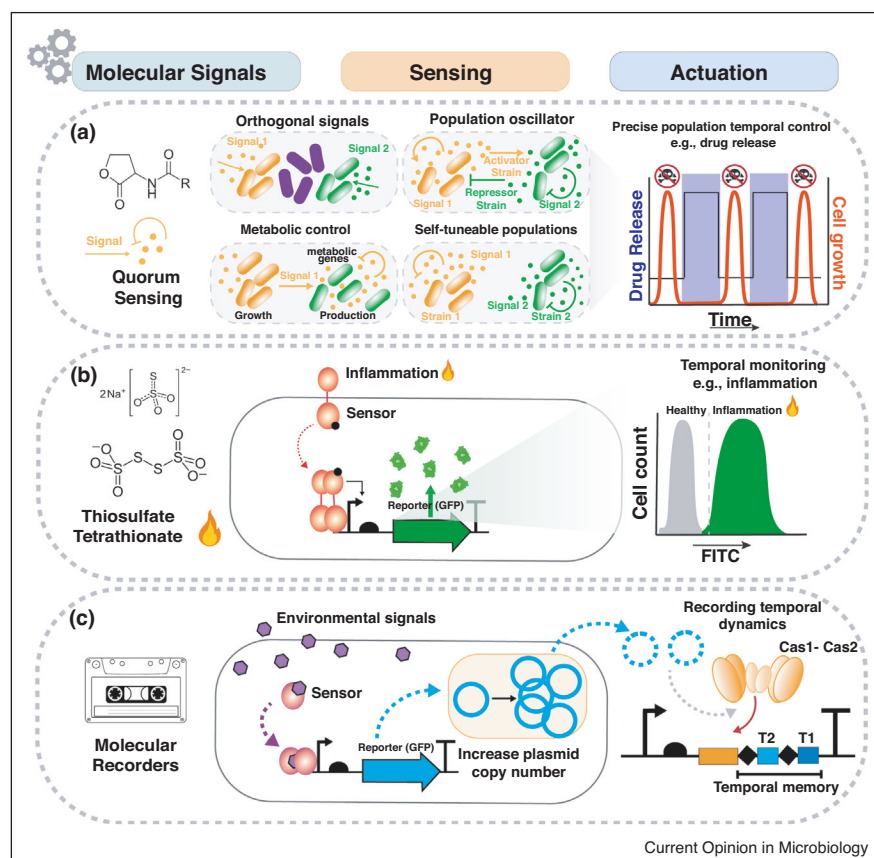 Molecular Signals
Sensing
Actuation
(a)
O
O
N
H
O
R
Signal
Quorum
Sensing
Orthogonal signals
Signal 1
Signal 2
Population oscillator
Activator
Strain
Repressor
Strain
Signal 1
Signal 2
Metabolic control
metabolic
genes
Signal 1
Growth
Production
Self-tuneable populations
Signal 1
Signal 2
Strain 1
Strain 2
Precise population temporal control
e.g., drug release
Drug Release
Cell growth
Time
(b)
2Na+
S
O
S
O
O
2−
−O
O
S
O
S
S
O
S
O−
O
Thiosulfate
Tetrathionate
Inflammation
Sensor
Reporter (GFP)
Temporal monitoring
e.g., inflammation
Healthy
Inflammation
Cell count
FITC
(c)
Molecular
Recorders
Environmental signals
Sensor
Reporter (GFP)
Increase plasmid
copy number
Recording temporal
dynamics
Cas1- Cas2
T2
T1
Temporal memory
Current Opinion in Microbiology